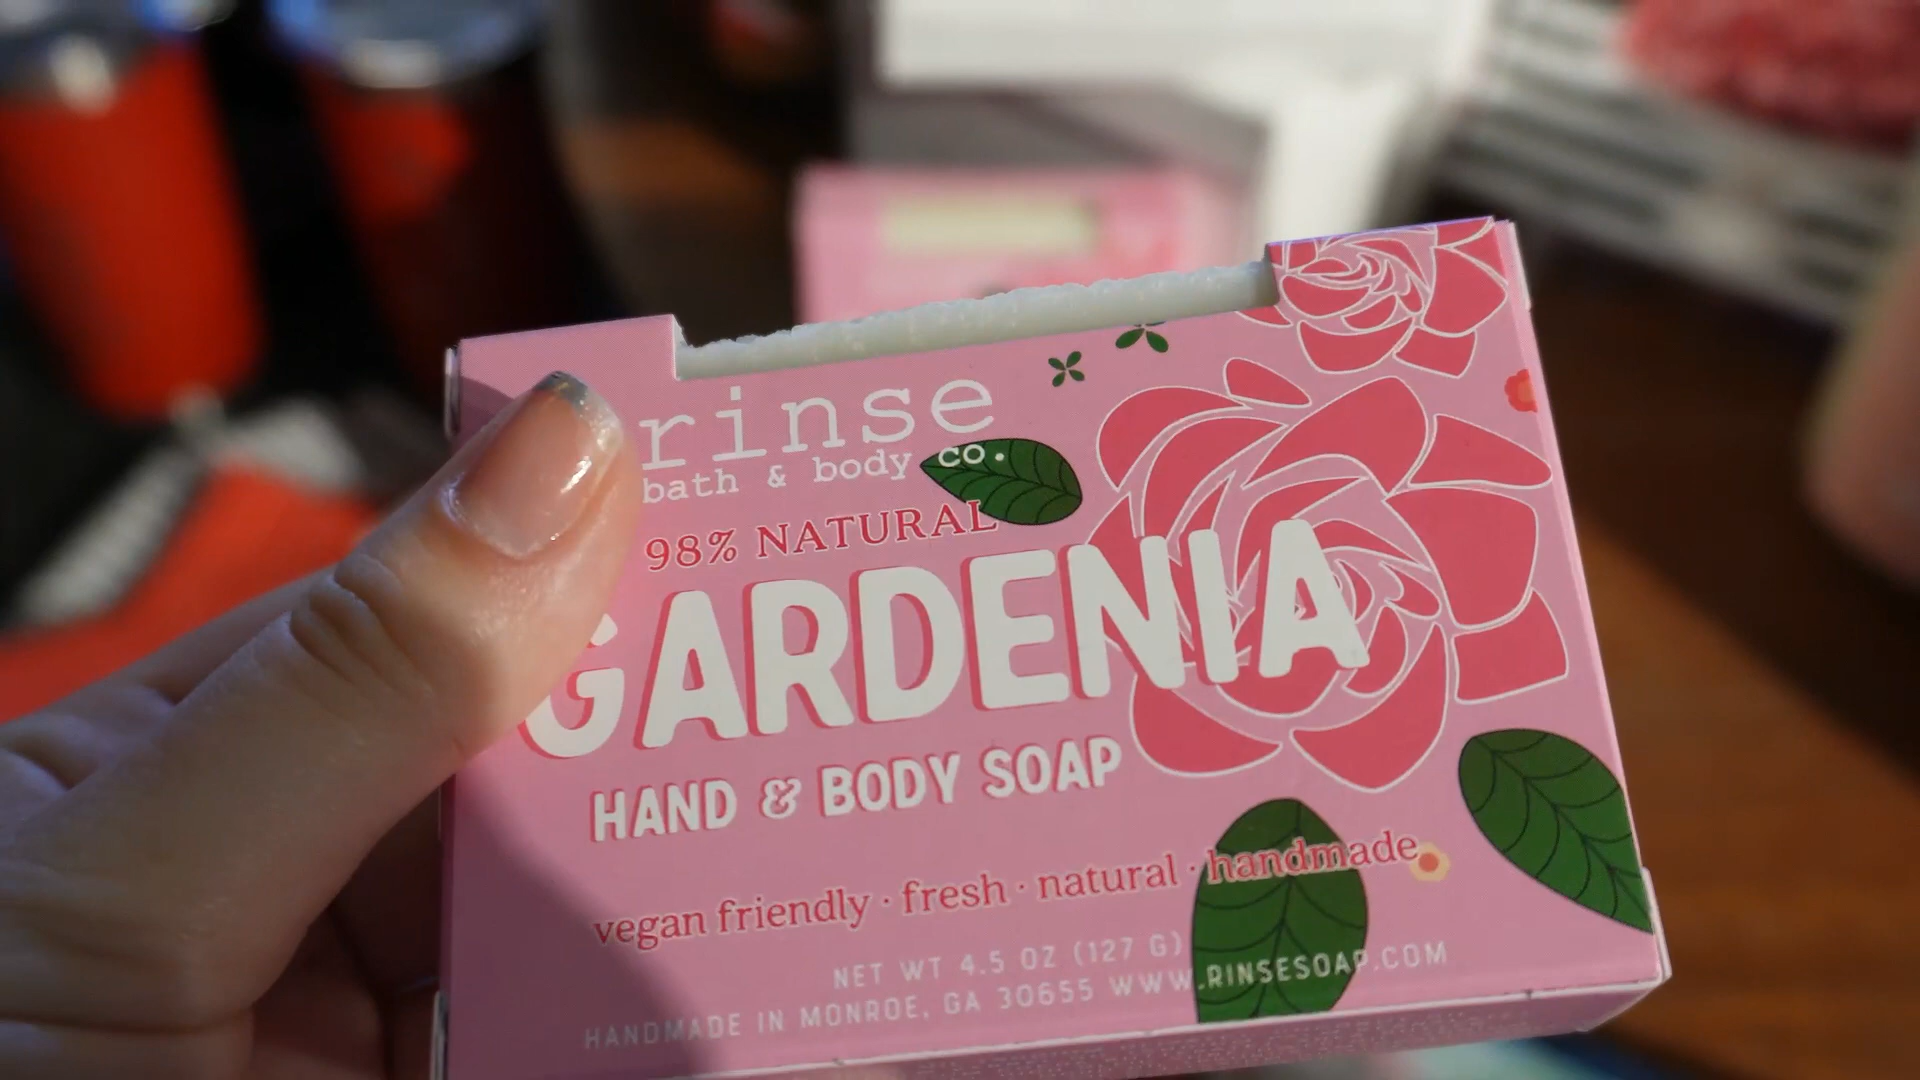 rinse
bath & body co.
98% NATURAL
GARDENIA
HAND & BODY SOAP
vegan friendly · fresh · natural · handmade
NET WT 4.5 OZ (127 G)
HANDMADE IN MONROE, GA 30655 WWW.RINSESOAP.COM